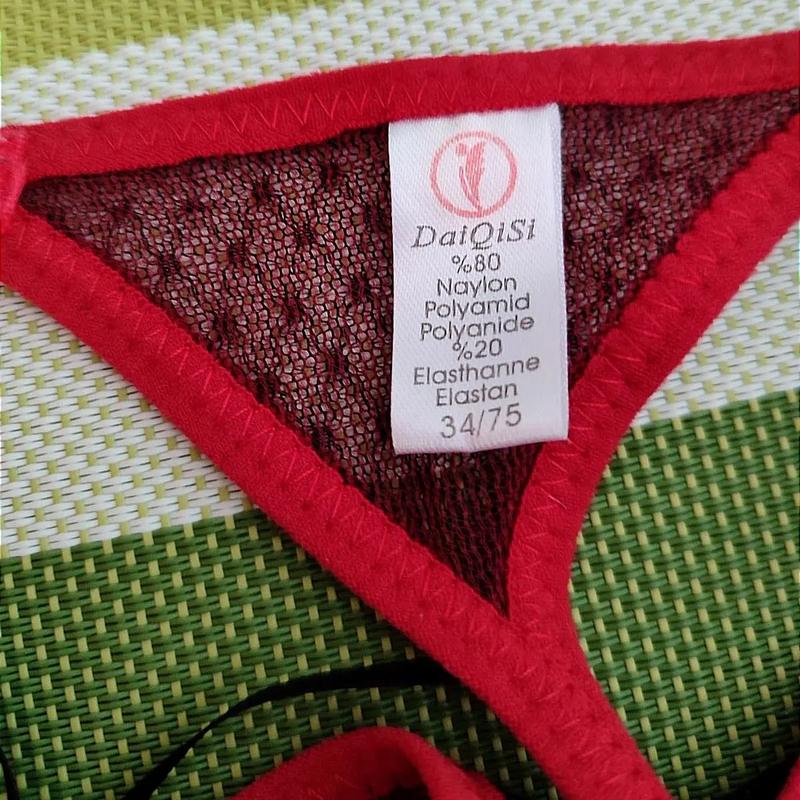 DaiQiSi
%80
Naylon
Polyamid
Polyanide
%20
Elasthanne
Elastan
34/75